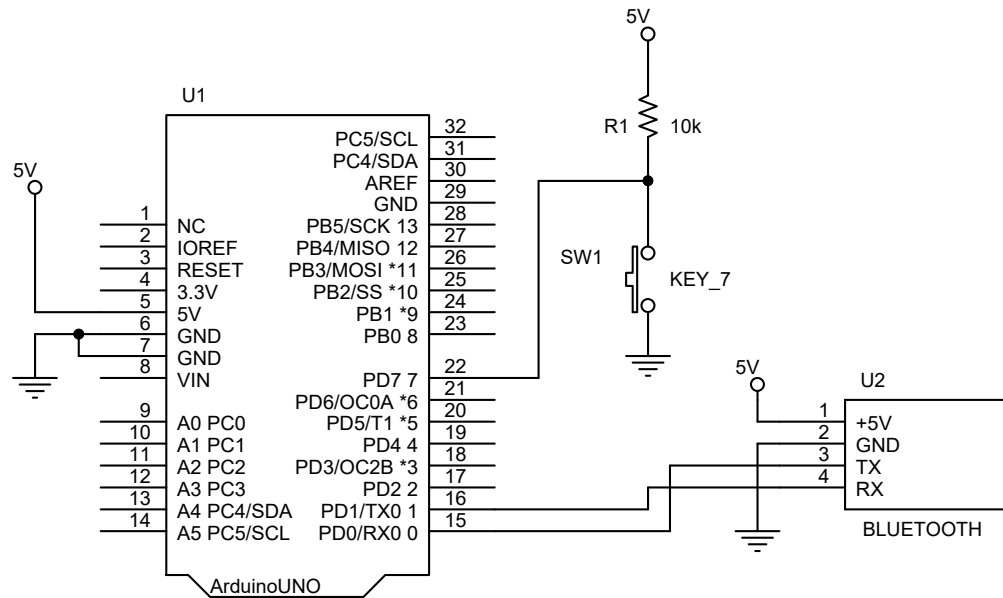 5V
U1
R1 10k
5V
SW1
KEY_7
1 NC
2 IOREF
3 RESET
4 3.3V
5 5V
6 GND
7 GND
8 VIN
9 A0 PC0
10 A1 PC1
11 A2 PC2
12 A3 PC3
13 A4 PC4/SDA
14 A5 PC5/SCL
PC5/SCL 32
PC4/SDA 31
AREF 30
GND 29
PB5/SCK 13 28
PB4/MISO 12 27
PB3/MOSI *11 26
PB2/SS *10 25
PB1 *9 24
PB0 8 23
PD7 7 22
PD6/OC0A *6 21
PD5/T1 *5 20
PD4 4 19
PD3/OC2B *3 18
PD2 2 17
PD1/TX0 1 16
PD0/RX0 0 15
ArduinoUNO
5V
U2
1 +5V
2 GND
3 TX
4 RX
BLUETOOTH